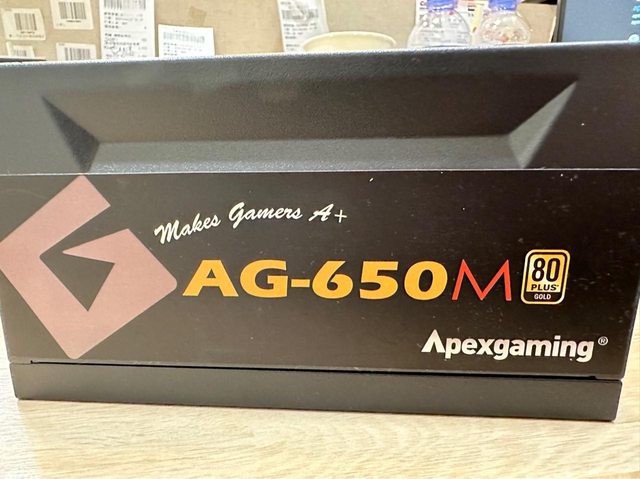 Makes Gamers A+
AG-650M
80
PLUS
GOLD
Apexgaming®